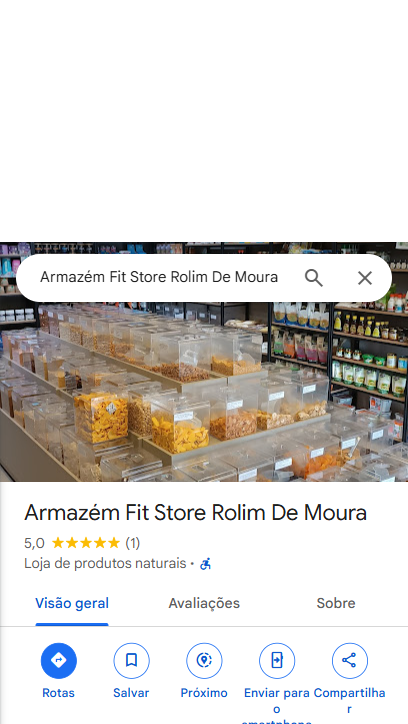 Armazém Fit Store Rolim De Moura
Armazém Fit Store Rolim De Moura
5,0 ★★★★★ (1)
Loja de produtos naturais ·
Visão geral Avaliações Sobre
Rotas Salvar Próximo Enviar para o smartphone Compartilhar